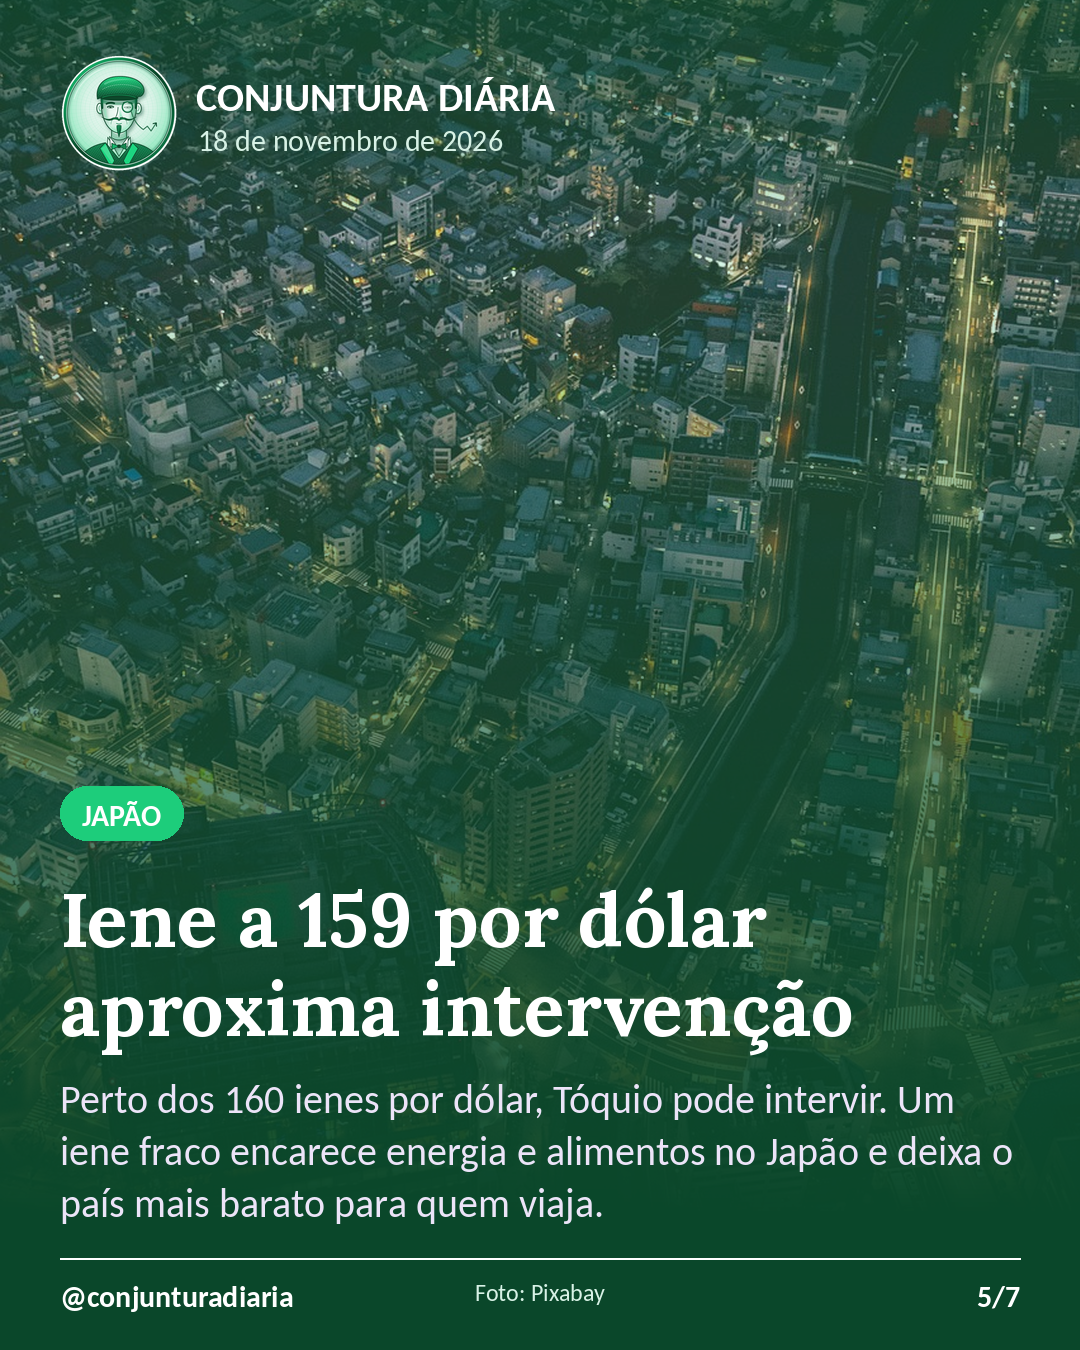 CONJUNTURA DIÁRIA
18 de novembro de 2026
JAPÃO
Iene a 159 por dólar
aproxima intervenção
Perto dos 160 ienes por dólar, Tóquio pode intervir. Um
iene fraco encarece energia e alimentos no Japão e deixa o
país mais barato para quem viaja.
@conjunturadiaria
Foto: Pixabay
5/7